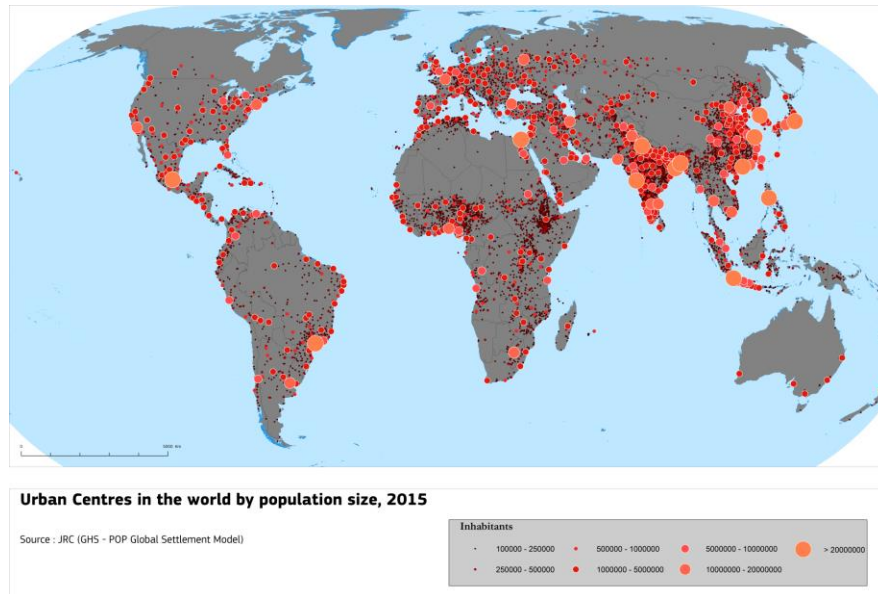 0
Urban Centres in the world by population size, 2015
Source : JRC (GHS - POP Global Settlement Model)
Inhabitants
100000 - 250000
500000 - 1000000
5000000 - 10000000
> 20000000
250000 - 500000
1000000 - 5000000
10000000 - 20000000